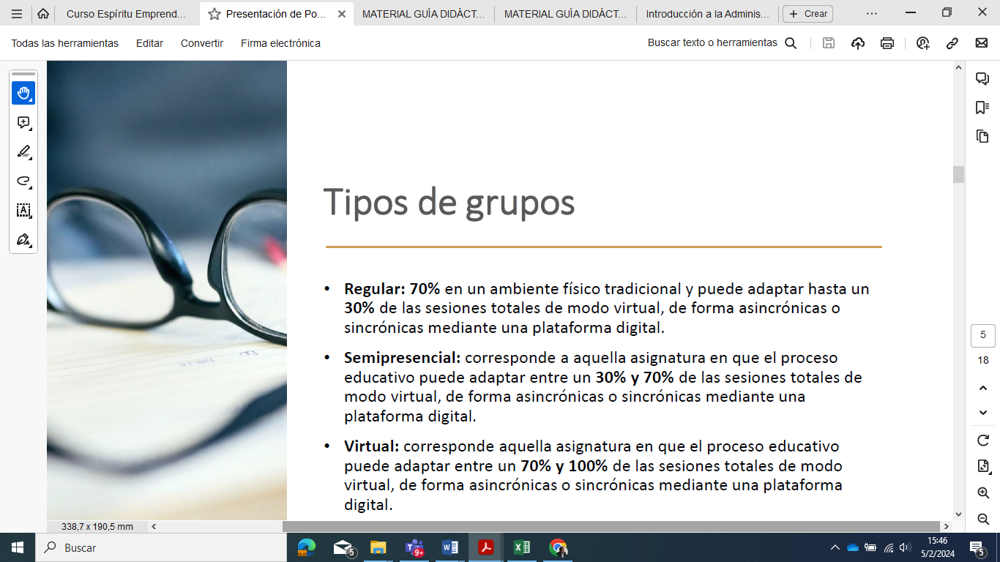 Curso Espíritu Emprend...
Presentación de Po...
MATERIAL GUÍA DIDÁCT...
MATERIAL GUÍA DIDÁCT...
Introducción a la Adminis...
Crear
Todas las herramientas
Editar
Convertir
Firma electrónica
Buscar texto o herramientas
Tipos de grupos
• Regular: 70% en un ambiente físico tradicional y puede adaptar hasta un
30% de las sesiones totales de modo virtual, de forma asincrónicas o
sincrónicas mediante una plataforma digital.
• Semipresencial: corresponde a aquella asignatura en que el proceso
educativo puede adaptar entre un 30% y 70% de las sesiones totales de
modo virtual, de forma asincrónicas o sincrónicas mediante una
plataforma digital.
• Virtual: corresponde aquella asignatura en que el proceso educativo
puede adaptar entre un 70% y 100% de las sesiones totales de modo
virtual, de forma asincrónicas o sincrónicas mediante una plataforma
digital.
5
18
338,7 x 190,5 mm
Buscar
5
9+
15:46
5/2/2024
5